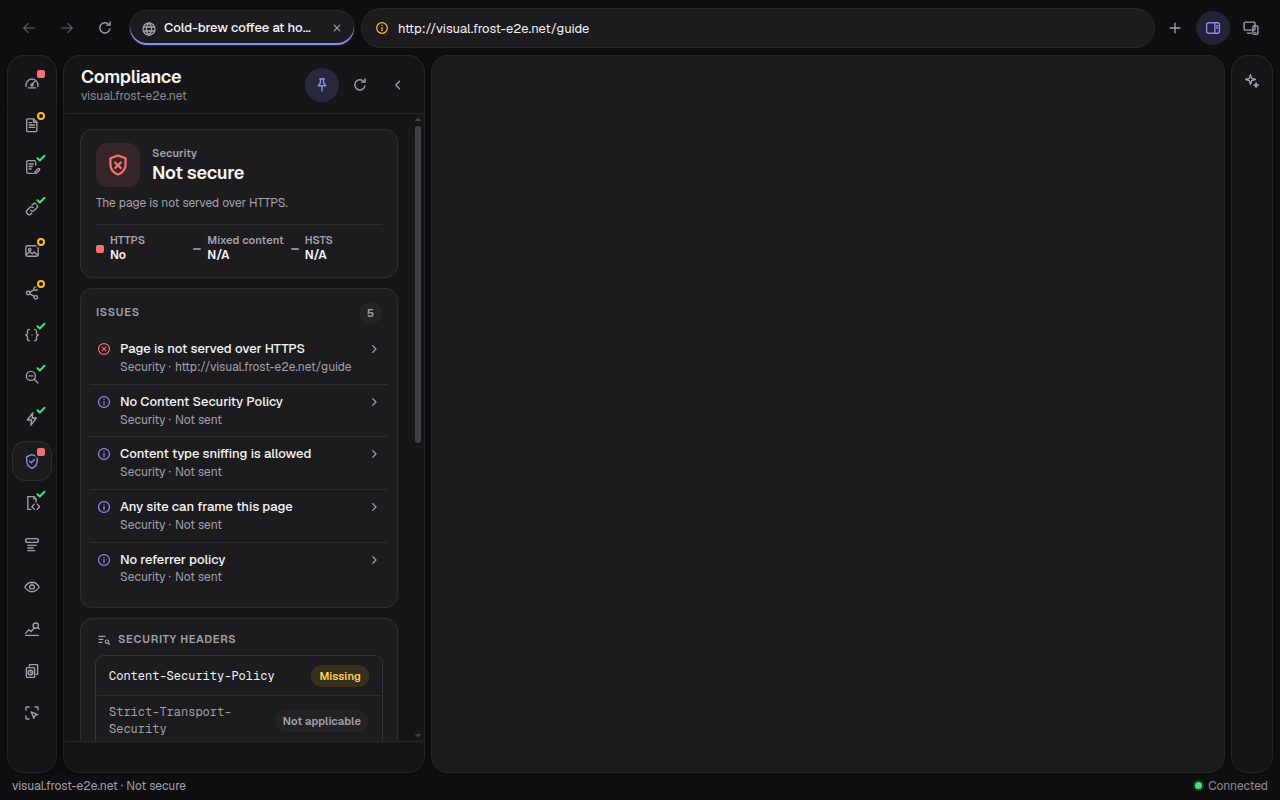 Cold-brew coffee at ho...
http://visual.frost-e2e.net/guide
Compliance
visual.frost-e2e.net
Security
Not secure
The page is not served over HTTPS.
HTTPS
No
Mixed content
N/A
HSTS
N/A
ISSUES
5
Page is not served over HTTPS
Security · http://visual.frost-e2e.net/guide
No Content Security Policy
Security · Not sent
Content type sniffing is allowed
Security · Not sent
Any site can frame this page
Security · Not sent
No referrer policy
Security · Not sent
SECURITY HEADERS
Content-Security-Policy
Missing
Strict-Transport-
Security
Not applicable
visual.frost-e2e.net · Not secure
Connected